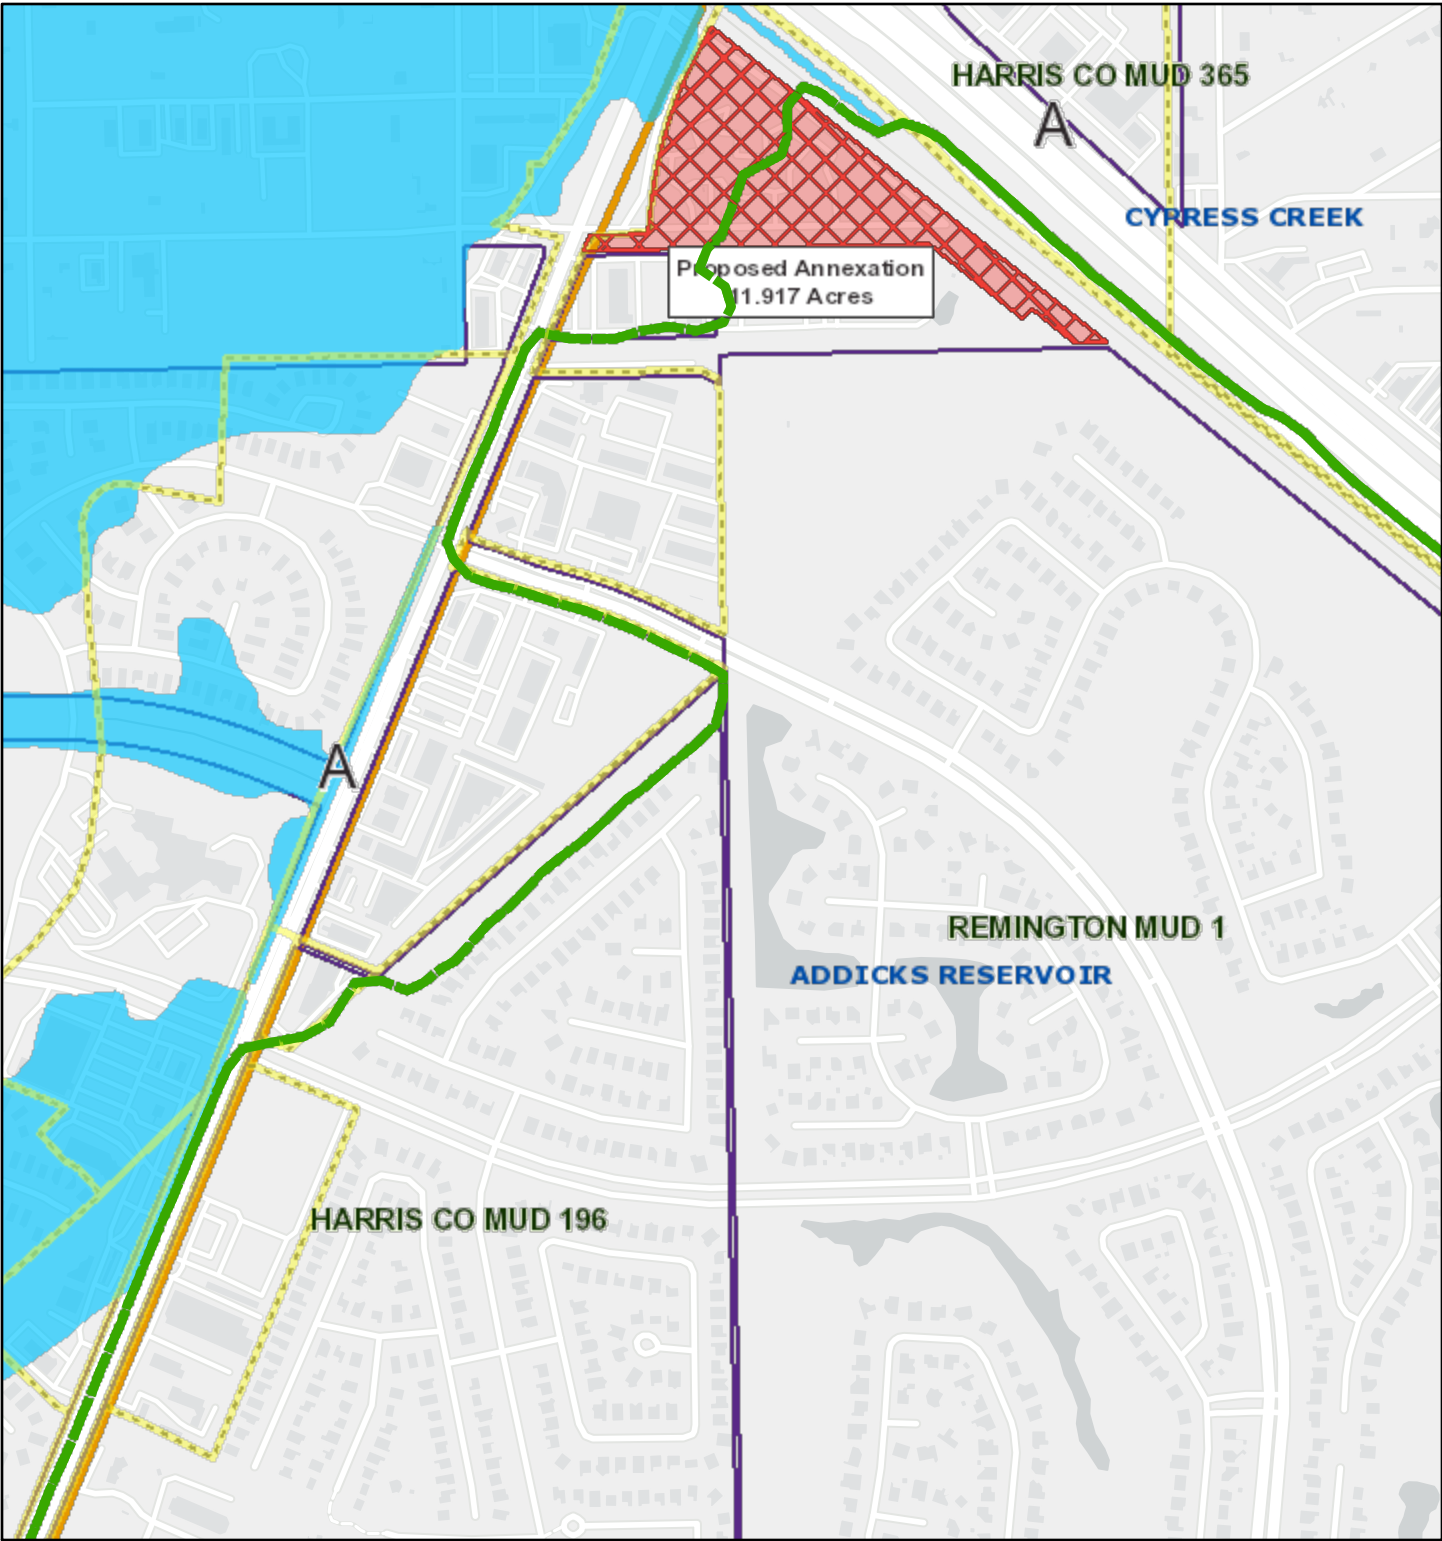 HARRIS CO MUD 365
A
CYPRESS CREEK
Proposed Annexation
11.917 Acres
A
REMINGTON MUD 1
ADDICKS RESERVOIR
HARRIS CO MUD 196